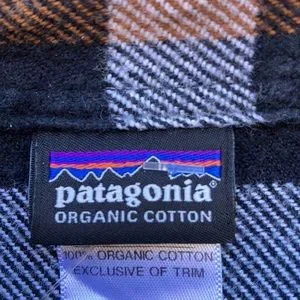 patagonia®
ORGANIC COTTON
100% ORGANIC COTTON
EXCLUSIVE OF TRIM